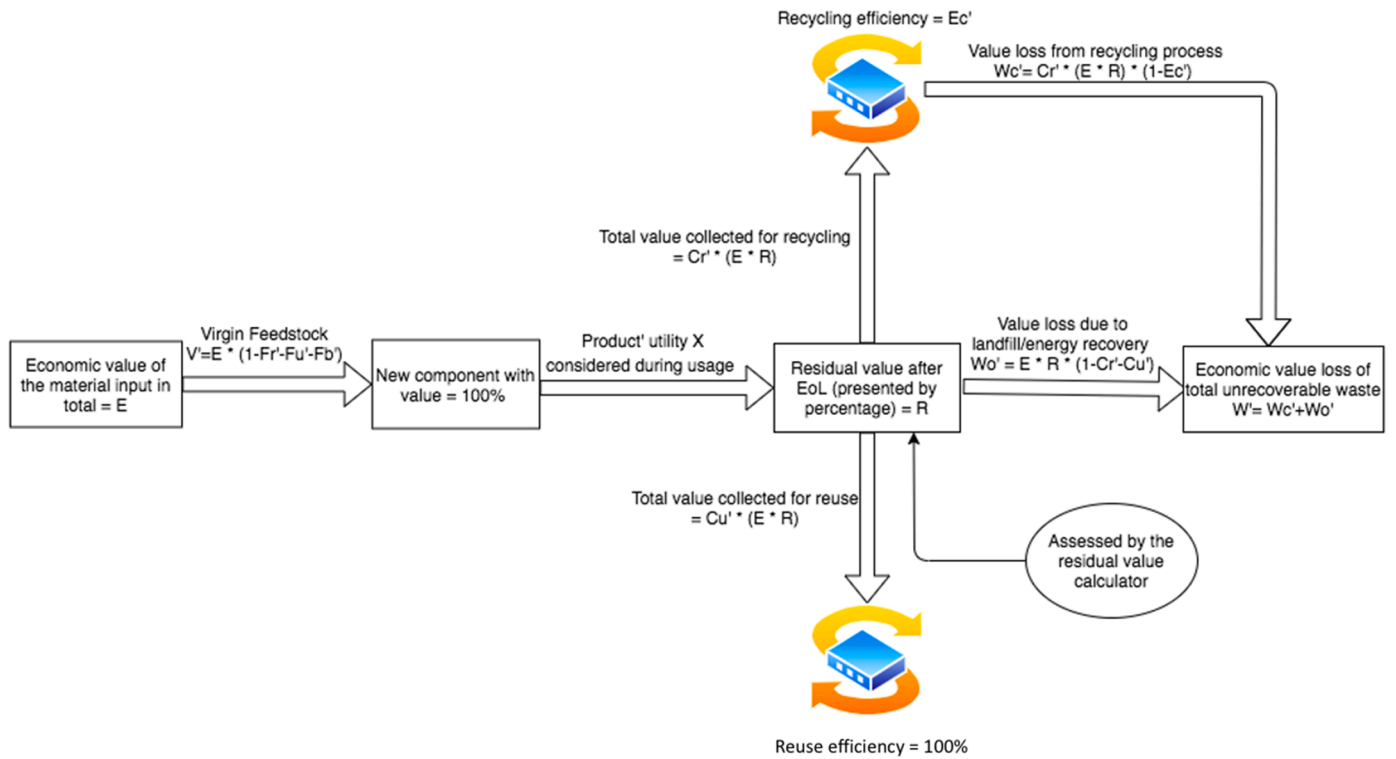 Recycling efficiency = Ec'
Value loss from recycling process
Wc'= Cr' * (E * R) * (1-Ec')
Total value collected for recycling
= Cr' * (E * R)
Economic value of
the material input in
total = E
Virgin Feedstock
V'=E * (1-Fr'-Fu'-Fb')
New component with
value = 100%
Product' utility X
considered during usage
Residual value after
EoL (presented by
percentage) = R
Value loss due to
landfill/energy recovery
Wo' = E * R * (1-Cr'-Cu')
Economic value loss of
total unrecoverable waste
W'= Wc'+Wo'
Total value collected for reuse
= Cu' * (E * R)
Assessed by the
residual value
calculator
Reuse efficiency = 100%